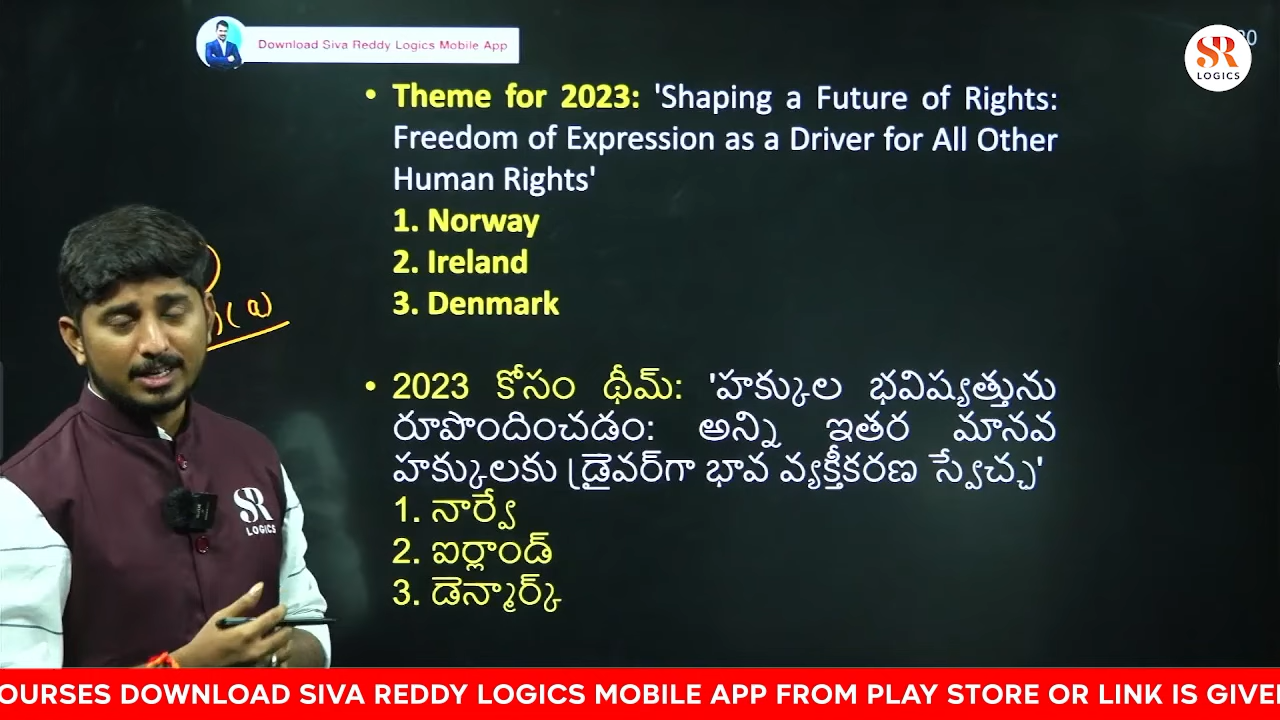 Download Siva Reddy Logics Mobile App
SR
LOGICS
• Theme for 2023: 'Shaping a Future of Rights:
Freedom of Expression as a Driver for All Other
Human Rights'
1. Norway
2. Ireland
3. Denmark
(a)
• 2023 కోసం థీమ్: 'హక్కుల భవిష్యత్తును
రూపొందించడం: అన్ని ఇతర మానవ
హక్కులకు డ్రైవర్‌గా భావ వ్యక్తీకరణ స్వేచ్ఛ'
1. నార్వే
2. ఐర్లాండ్
3. డెన్మార్క్
SR
LOGICS
OURSES DOWNLOAD SIVA REDDY LOGICS MOBILE APP FROM PLAY STORE OR LINK IS GIVE